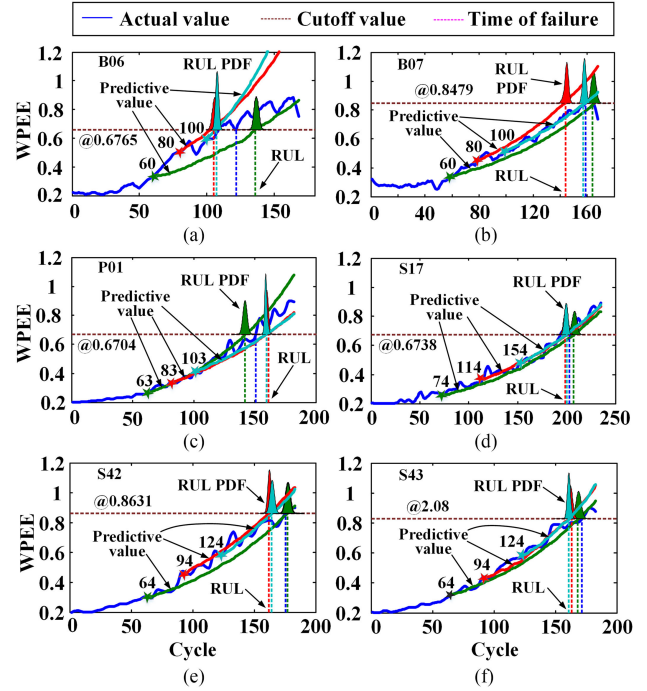 Actual value Cutoff value Time of failure
B06
RUL PDF
Predictive
value
@0.6765
60
80
100
RUL
WPEE
1.2
1
0.8
0.6
0.4
0.2
0 50 100 150
(a)
B07
@0.8479
RUL
PDF
Predictive
value
60
80
100
RUL
1.2
1.0
0.8
0.6
0.4
0.2
0 40 80 120 160
(b)
P01
RUL PDF
Predictive
value
@0.6704
63
83
103
RUL
WPEE
1.2
1.0
0.8
0.6
0.4
0.2
0 50 100 150 200
(c)
S17
RUL PDF
Predictive
value
@0.6738
74
114
154
RUL
1.2
1.0
0.8
0.6
0.4
0.2
0 50 100 150 200 250
(d)
S42
RUL PDF
@0.8631
Predictive
value
64
94
124
RUL
WPEE
1.2
1.0
0.8
0.6
0.4
0.2
0 50 100 150 200
Cycle
(e)
S43
RUL PDF
@2.08
Predictive
value
64
94
124
RUL
1.2
1.0
0.8
0.6
0.4
0.2
0 50 100 150 200
Cycle
(f)